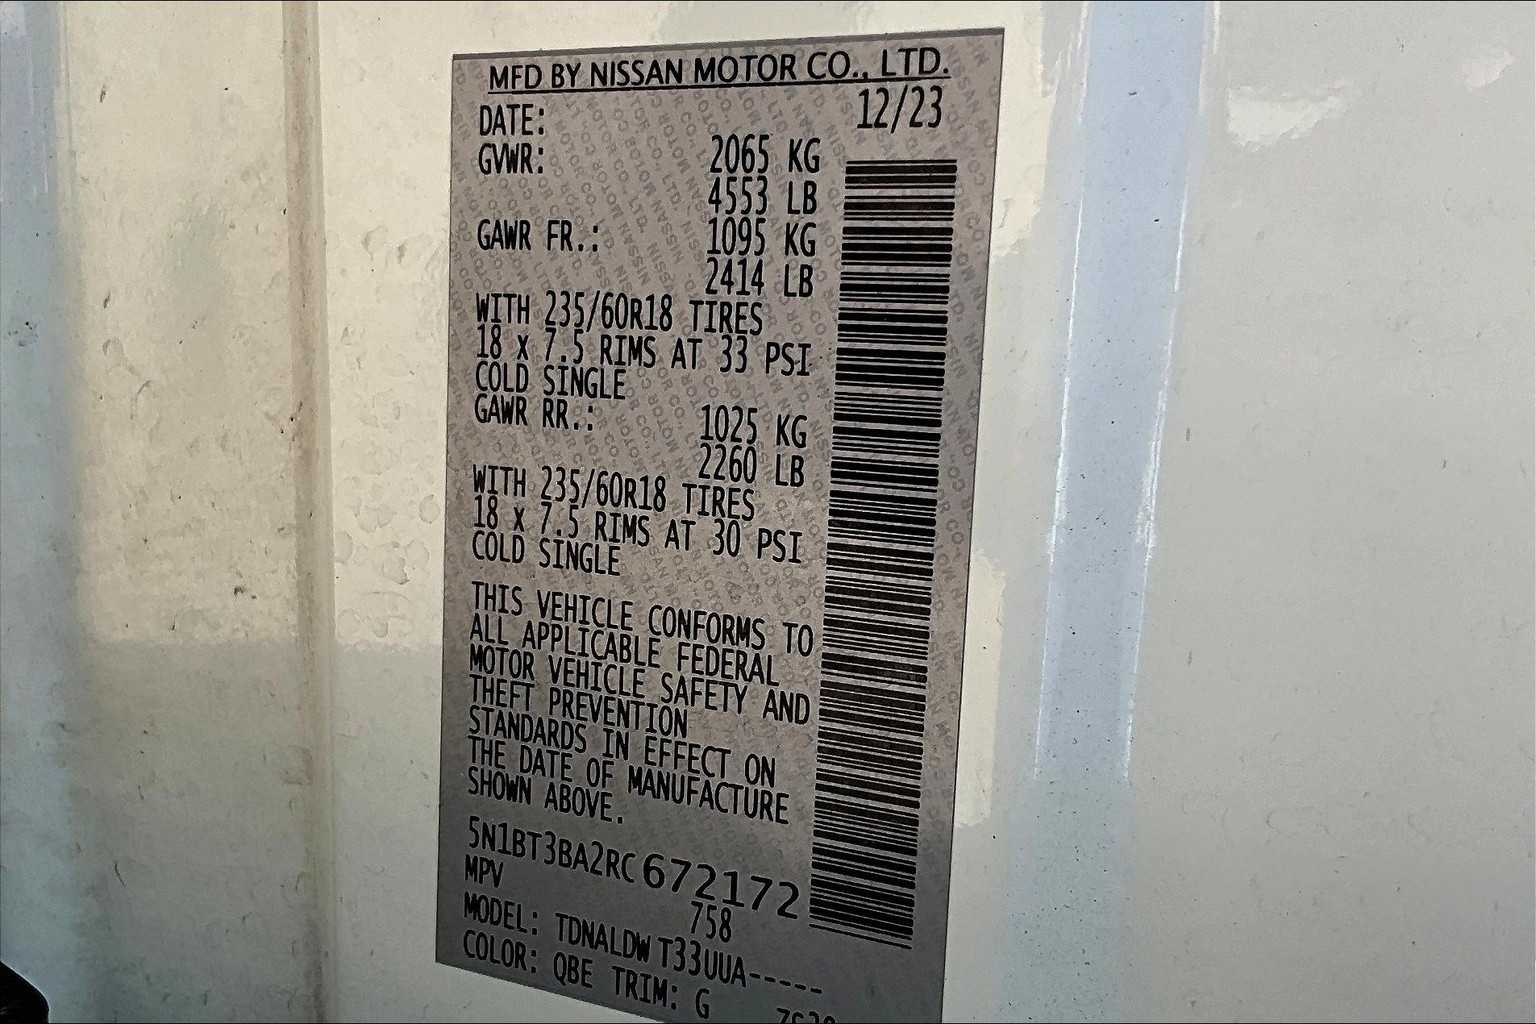 MFD BY NISSAN MOTOR CO., LTD.
DATE: 12/23
GVWR: 2065 KG
4553 LB
GAWR FR.: 1095 KG
2414 LB
WITH 235/60R18 TIRES
18 x 7.5 RIMS AT 33 PSI
COLD SINGLE
GAWR RR.: 1025 KG
2260 LB
WITH 235/60R18 TIRES
18 x 7.5 RIMS AT 30 PSI
COLD SINGLE
THIS VEHICLE CONFORMS TO
ALL APPLICABLE FEDERAL
MOTOR VEHICLE SAFETY AND
THEFT PREVENTION
STANDARDS IN EFFECT ON
THE DATE OF MANUFACTURE
SHOWN ABOVE.
5N1BT3BA2RC672172
MPV 758
MODEL: TDNALDW T33UUA-----
COLOR: QBE TRIM: G